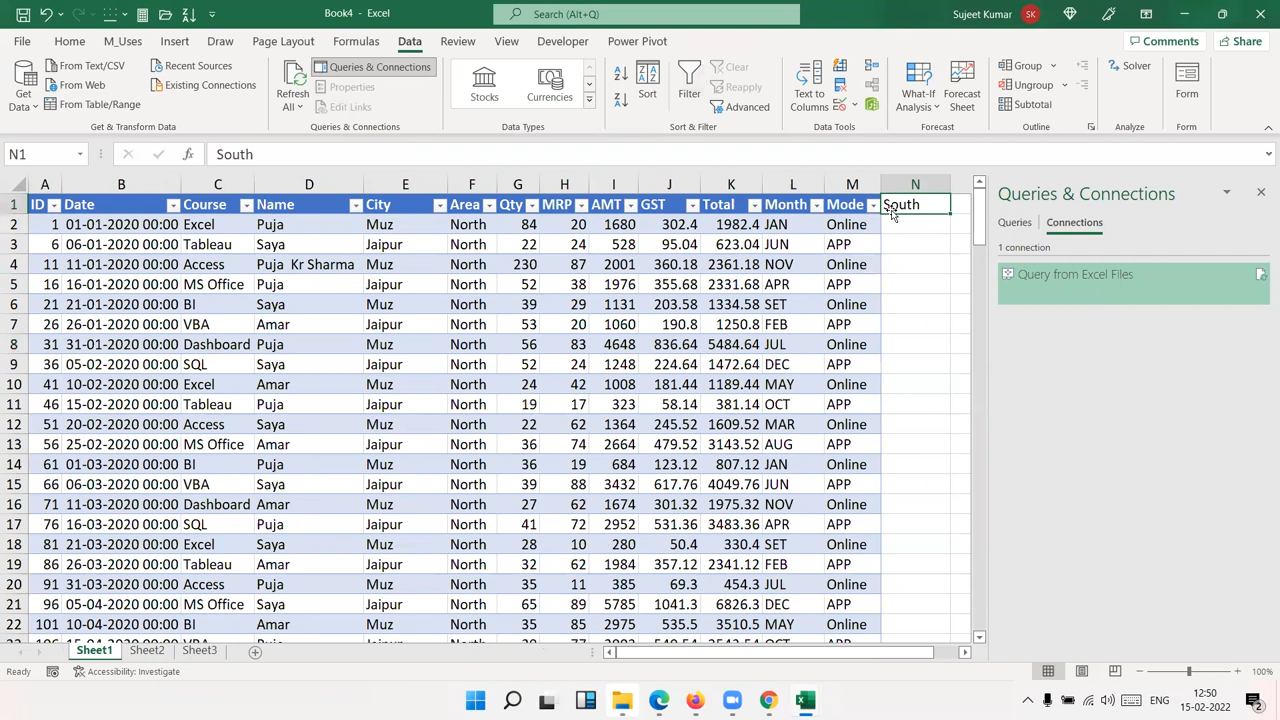 Book4 - Excel
Search (Alt+Q)
Sujeet Kumar SK
File Home M_Uses Insert Draw Page Layout Formulas Data Review View Developer Power Pivot Comments Share
Get Data
From Text/CSV
From Web
From Table/Range
Recent Sources
Existing Connections
Get & Transform Data
Refresh All
Queries & Connections
Properties
Edit Links
Queries & Connections
Stocks
Currencies
Data Types
Sort
Filter
Clear
Reapply
Advanced
Sort & Filter
Text to Columns
Data Tools
What-If Analysis
Forecast Sheet
Forecast
Group
Ungroup
Subtotal
Outline
Solver
Analyze
Form
Form
N1 fx South
A B C D E F G H I J K L M N
1 ID Date Course Name City Area Qty MRP AMT GST Total Month Mode South
2 1 01-01-2020 00:00 Excel Puja Muz North 84 20 1680 302.4 1982.4 JAN Online
3 6 06-01-2020 00:00 Tableau Saya Jaipur North 22 24 528 95.04 623.04 JUN APP
4 11 11-01-2020 00:00 Access Puja Kr Sharma Muz North 230 87 2001 360.18 2361.18 NOV Online
5 16 16-01-2020 00:00 MS Office Puja Jaipur North 52 38 1976 355.68 2331.68 APR APP
6 21 21-01-2020 00:00 BI Saya Muz North 39 29 1131 203.58 1334.58 SET Online
7 26 26-01-2020 00:00 VBA Amar Jaipur North 53 20 1060 190.8 1250.8 FEB APP
8 31 31-01-2020 00:00 Dashboard Amar Muz North 56 83 4648 836.64 5484.64 JUL Online
9 36 05-02-2020 00:00 SQL Saya Jaipur North 52 24 1248 224.64 1472.64 DEC APP
10 41 10-02-2020 00:00 Excel Amar Muz North 24 42 1008 181.44 1189.44 MAY Online
11 46 15-02-2020 00:00 Tableau Puja Jaipur North 19 17 323 58.14 381.14 OCT APP
12 51 20-02-2020 00:00 Access Saya Muz North 22 62 1364 245.52 1609.52 MAR Online
13 56 25-02-2020 00:00 MS Office Amar Jaipur North 36 74 2664 479.52 3143.52 AUG APP
14 61 01-03-2020 00:00 BI Puja Muz North 36 19 684 123.12 807.12 JAN Online
15 66 06-03-2020 00:00 VBA Saya Jaipur North 39 88 3432 617.76 4049.76 JUN APP
16 71 11-03-2020 00:00 Dashboard Amar Muz North 27 62 1674 301.32 1975.32 NOV Online
17 76 16-03-2020 00:00 SQL Puja Jaipur North 41 72 2952 531.36 3483.36 APR APP
18 81 21-03-2020 00:00 Excel Saya Muz North 28 10 280 50.4 330.4 SET Online
19 86 26-03-2020 00:00 Tableau Amar Jaipur North 32 62 1984 357.12 2341.12 FEB APP
20 91 31-03-2020 00:00 Access Puja Muz North 35 11 385 69.3 454.3 JUL Online
21 96 05-04-2020 00:00 MS Office Saya Jaipur North 65 89 5785 1041.3 6826.3 DEC APP
22 101 10-04-2020 00:00 BI Amar Muz North 35 85 2975 535.5 3510.5 MAY Online
Queries & Connections
Queries Connections
1 connection
Query from Excel Files
Sheet1 Sheet2 Sheet3
Ready Accessibility: Investigate 100%
ENG 12:50 15-02-2022 2